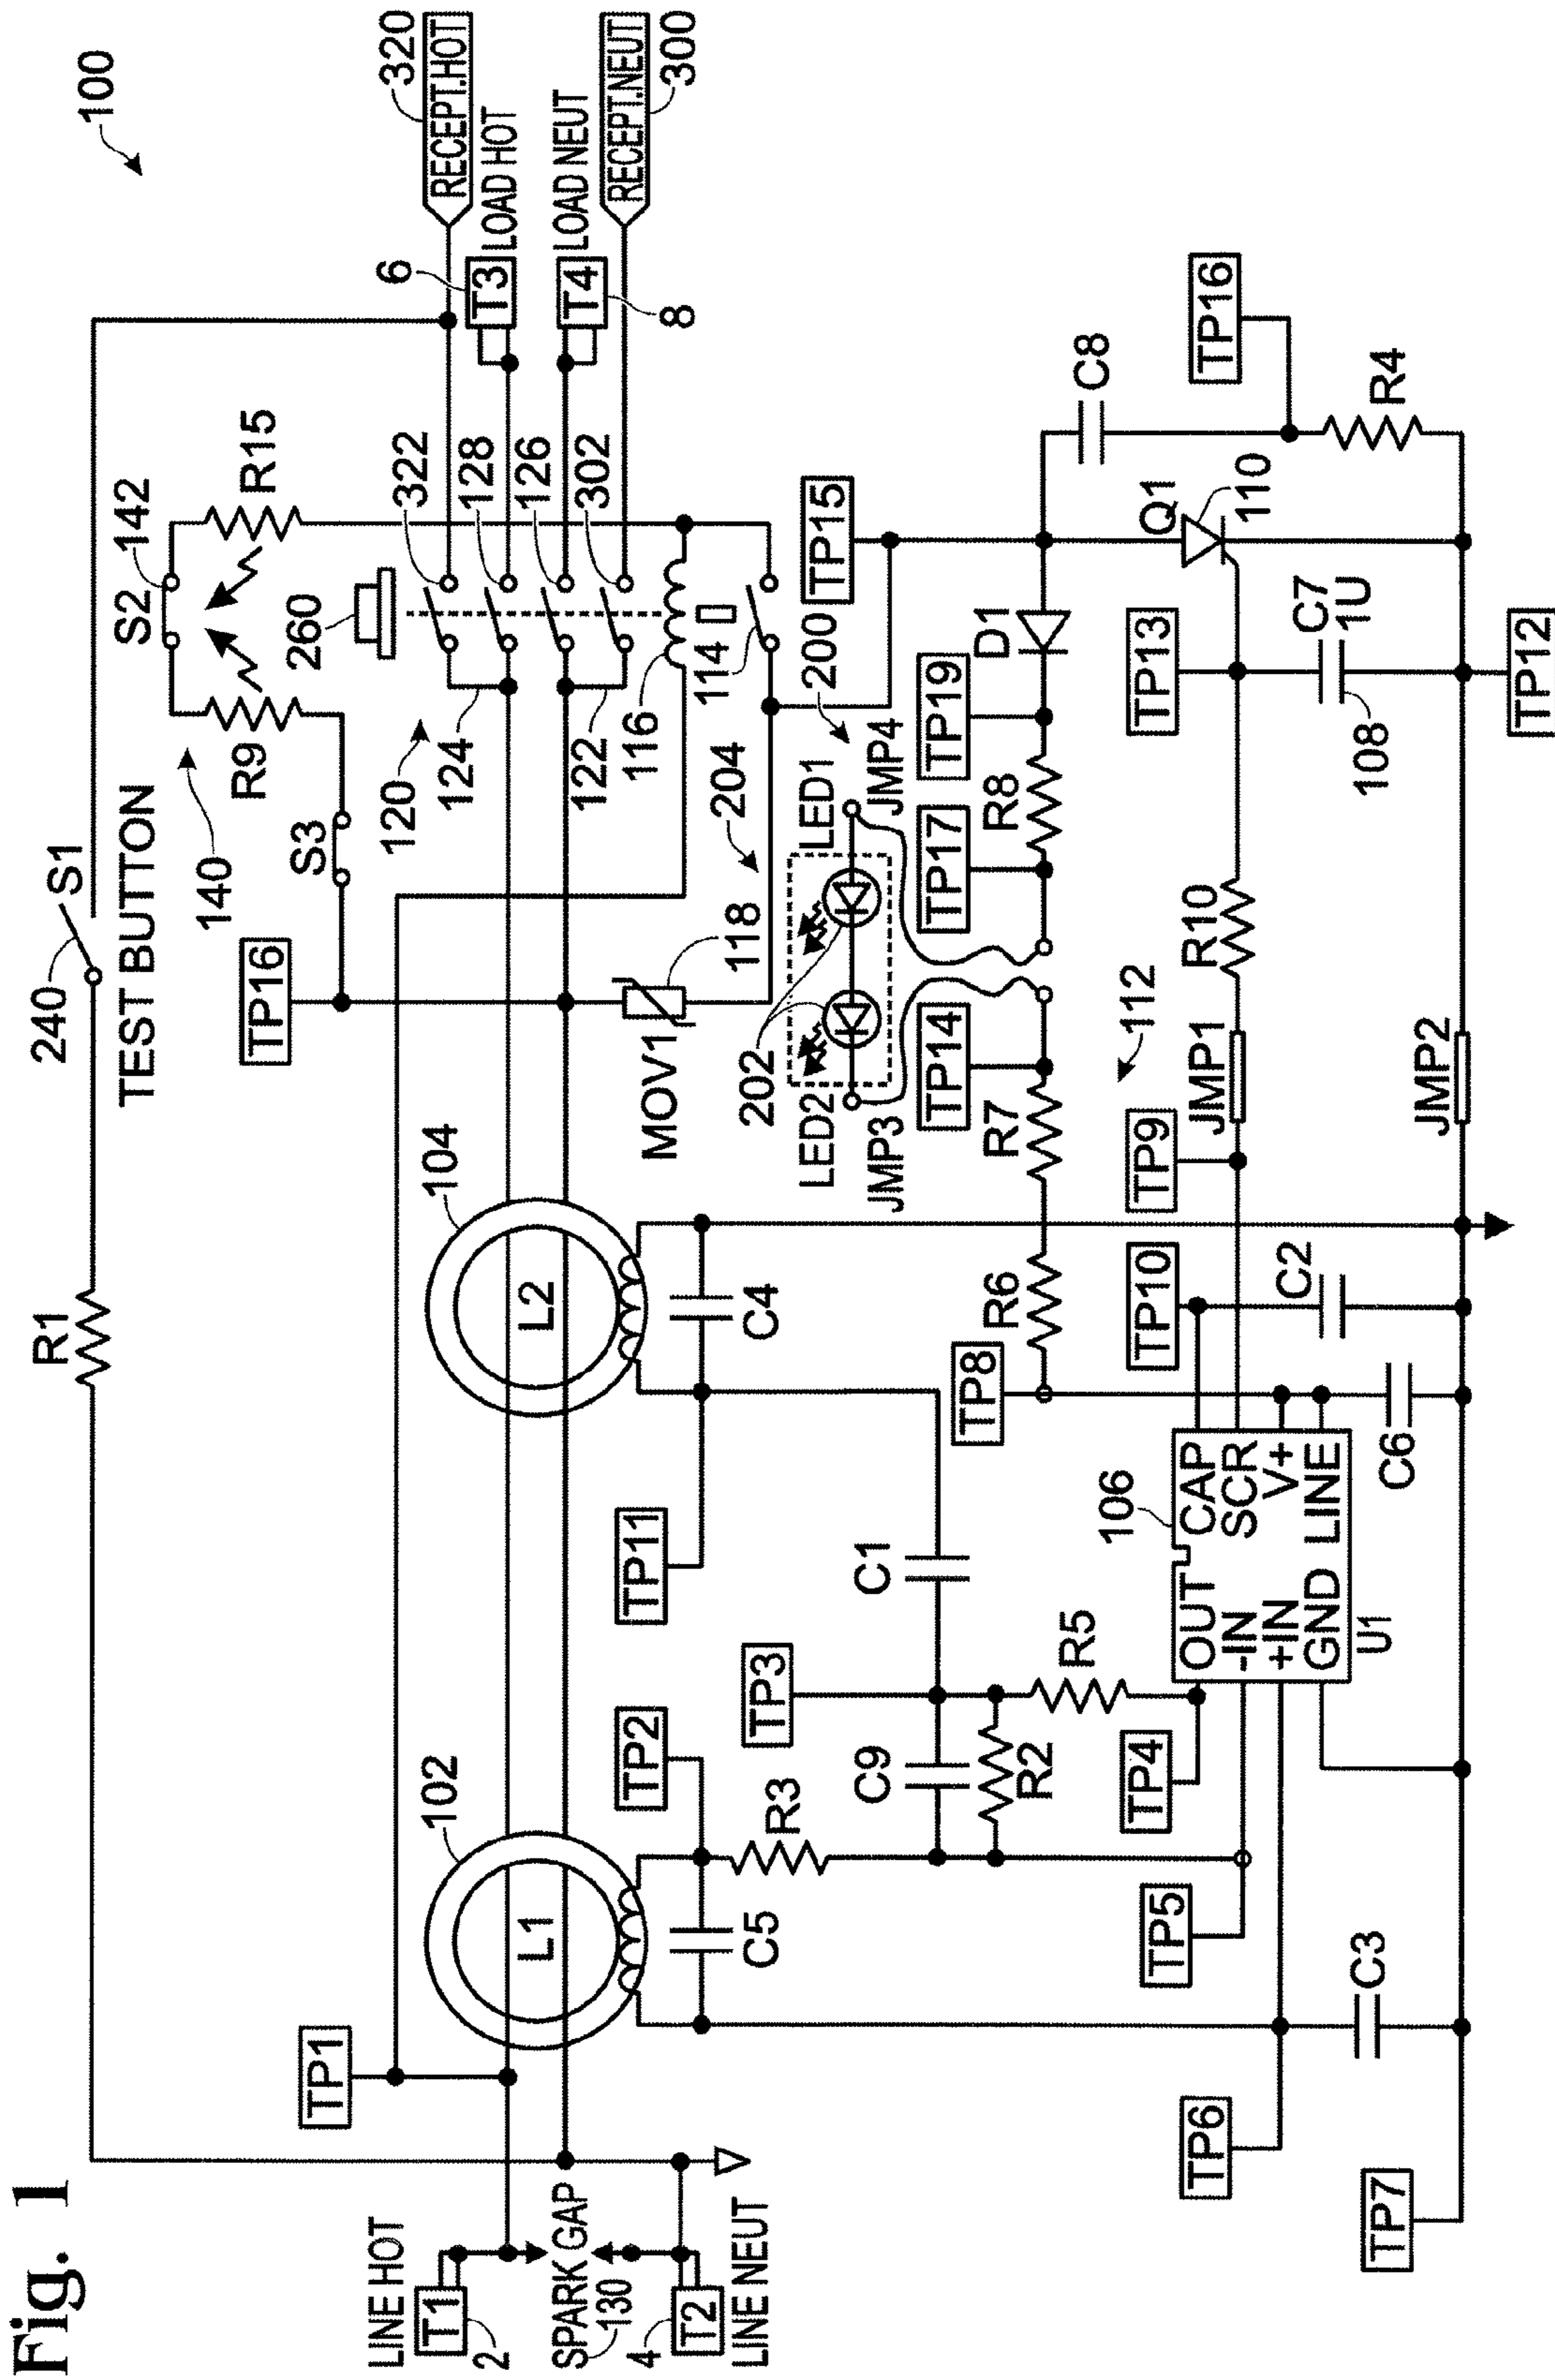 Fig. 1
100
R1
240
S1
TEST BUTTON
140
R9
S2
142
R15
S3
TP16
260
320
RECEPT.HOT
322
128
126
302
6
T3
LOAD HOT
LOAD NEUT
T4
8
RECEPT.NEUT
300
120
124
122
116
114
TP1
LINE HOT
T1
2
SPARK GAP
130
4
T2
LINE NEUT
102
L1
104
L2
MOV1
118
204
200
202
LED2
LED1
JMP3
JMP4
C5
TP2
R3
TP11
C4
TP3
C9
R2
C1
R5
TP4
TP5
TP6
TP7
C3
106
OUT
-IN
+IN
GND
CAP
SCR
V+
LINE
U1
TP8
R6
R7
TP14
TP17
R8
TP19
D1
TP15
C8
TP16
R4
Q1
110
TP10
C2
C6
TP9
JMP1
112
R10
TP13
C7
1U
108
JMP2
TP12